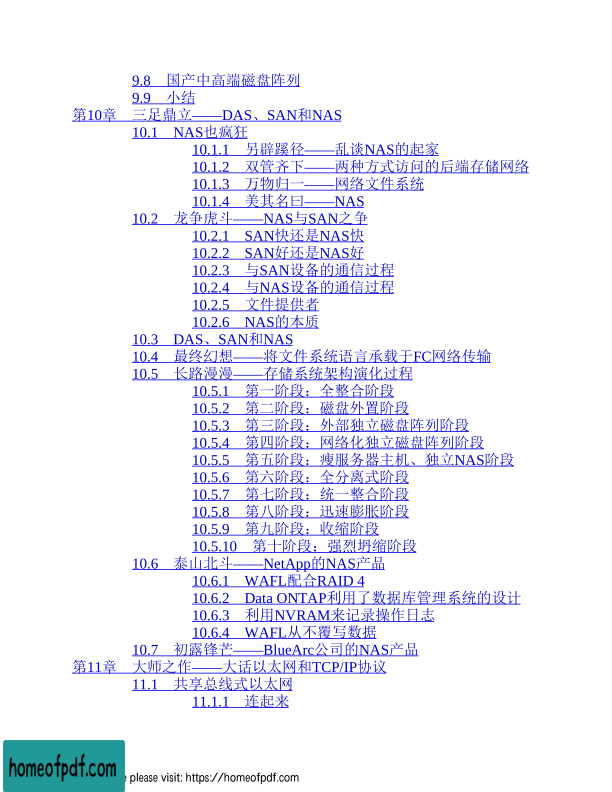 9.8 国产中高端磁盘阵列
9.9 小结
第10章 三足鼎立——DAS、SAN和NAS
10.1 NAS也疯狂
10.1.1 另辟蹊径——乱谈NAS的起家
10.1.2 双管齐下——两种方式访问的后端存储网络
10.1.3 万物归一——网络文件系统
10.1.4 美其名曰——NAS
10.2 龙争虎斗——NAS与SAN之争
10.2.1 SAN快还是NAS快
10.2.2 SAN好还是NAS好
10.2.3 与SAN设备的通信过程
10.2.4 与NAS设备的通信过程
10.2.5 文件提供者
10.2.6 NAS的本质
10.3 DAS、SAN和NAS
10.4 最终幻想——将文件系统语言承载于FC网络传输
10.5 长路漫漫——存储系统架构演化过程
10.5.1 第一阶段：全整合阶段
10.5.2 第二阶段：磁盘外置阶段
10.5.3 第三阶段：外部独立磁盘阵列阶段
10.5.4 第四阶段：网络化独立磁盘阵列阶段
10.5.5 第五阶段：瘦服务器主机、独立NAS阶段
10.5.6 第六阶段：全分离式阶段
10.5.7 第七阶段：统一整合阶段
10.5.8 第八阶段：迅速膨胀阶段
10.5.9 第九阶段：收缩阶段
10.5.10 第十阶段：强烈坍缩阶段
10.6 泰山北斗——NetApp的NAS产品
10.6.1 WAFL配合RAID 4
10.6.2 Data ONTAP利用了数据库管理系统的设计
10.6.3 利用NVRAM来记录操作日志
10.6.4 WAFL从不覆写数据
10.7 初露锋芒——BlueArc公司的NAS产品
第11章 大师之作——大话以太网和TCP/IP协议
11.1 共享总线式以太网
11.1.1 连起来
homeofpdf.com
please visit: https://homeofpdf.com